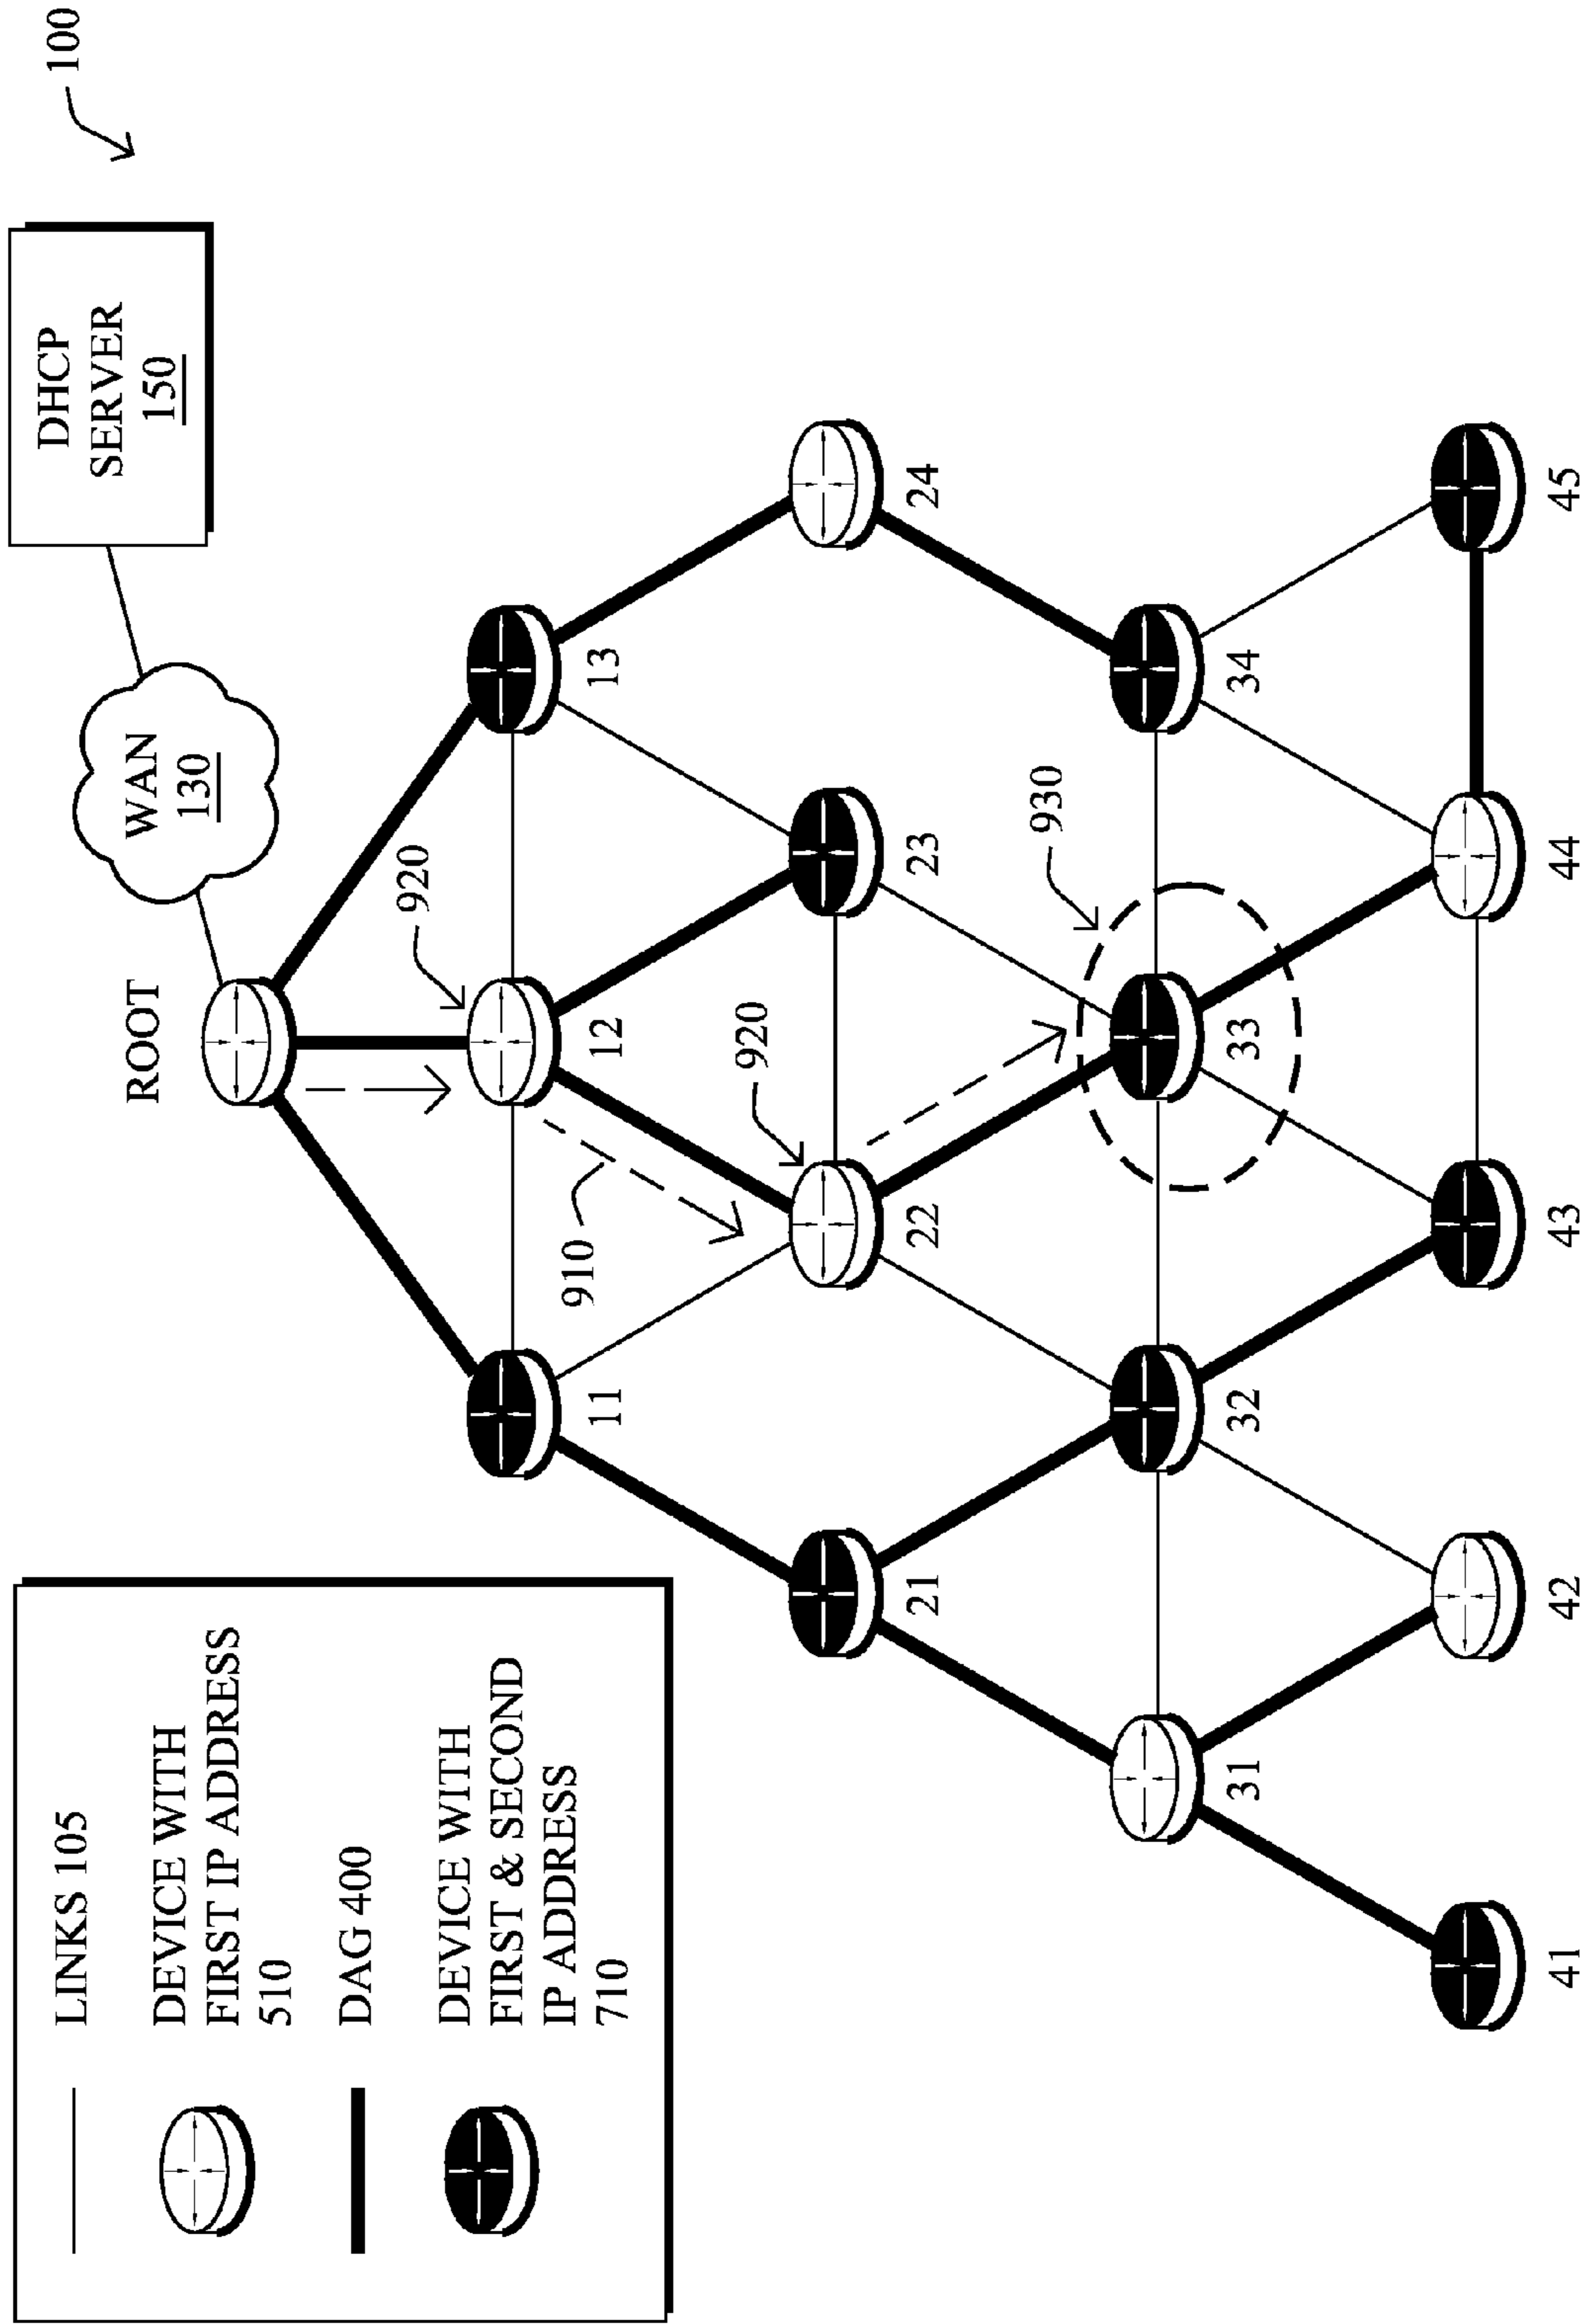 LINKS 105
DEVICE WITH
FIRST IP ADDRESS
510
DAG 400
DEVICE WITH
FIRST & SECOND
IP ADDRESS
710
100
DHCP
SERVER
150
WAN
130
ROOT
920
11
12
13
910
920
21
22
23
24
930
31
32
33
34
41
42
43
44
45